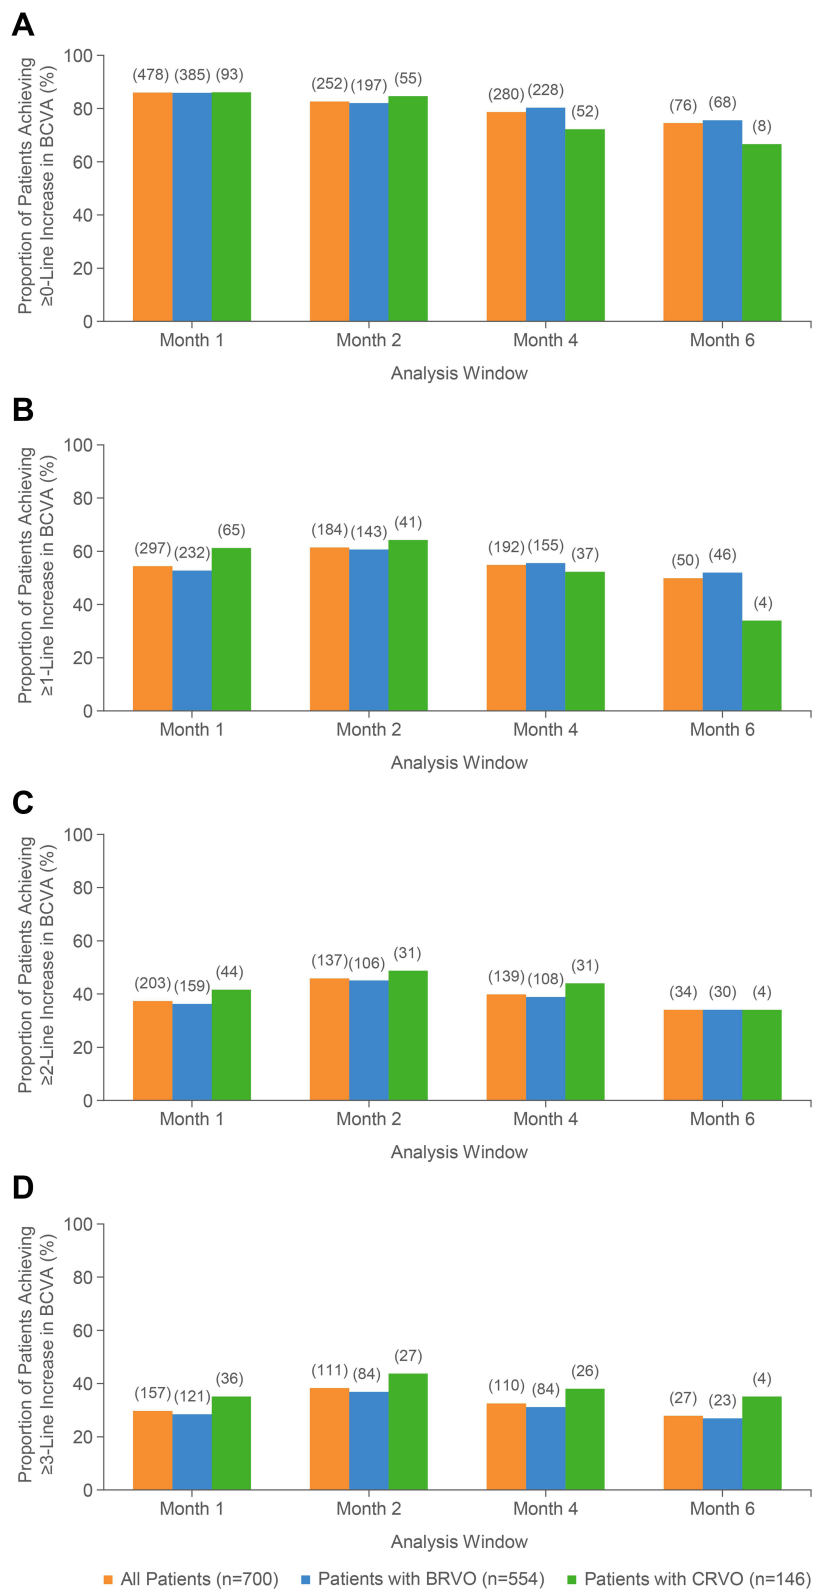 A
Proportion of Patients Achieving
≥0-Line Increase in BCVA (%)
100
80
60
40
20
0
(478) (385) (93)
(252) (197) (55)
(280) (228) (52)
(76) (68) (8)
Month 1 Month 2 Month 4 Month 6
Analysis Window
B
Proportion of Patients Achieving
≥1-Line Increase in BCVA (%)
100
80
60
40
20
0
(297) (232) (65)
(184) (143) (41)
(192) (155) (37)
(50) (46) (4)
Month 1 Month 2 Month 4 Month 6
Analysis Window
C
Proportion of Patients Achieving
≥2-Line Increase in BCVA (%)
100
80
60
40
20
0
(203) (159) (44)
(137) (106) (31)
(139) (108) (31)
(34) (30) (4)
Month 1 Month 2 Month 4 Month 6
Analysis Window
D
Proportion of Patients Achieving
≥3-Line Increase in BCVA (%)
100
80
60
40
20
0
(157) (121) (36)
(111) (84) (27)
(110) (84) (26)
(27) (23) (4)
Month 1 Month 2 Month 4 Month 6
Analysis Window
All Patients (n=700) Patients with BRVO (n=554) Patients with CRVO (n=146)